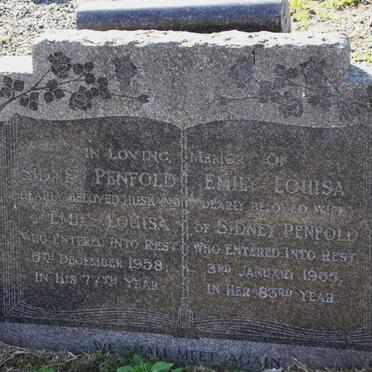 IN LOVING MEMORY OF
SIDNEY PENFOLD
DEARLY BELOVED HUSBAND
OF EMILY LOUISA
WHO ENTERED INTO REST
DECEMBER 1958,
IN HIS 77TH YEAR.
EMILY LOUISA
DEARLY BELOVED WIFE
OF SIDNEY PENFOLD
WHO ENTERED INTO REST
3RD JANUARY
IN HER 83RD YEAR.
WE SHALL MEET AGAIN